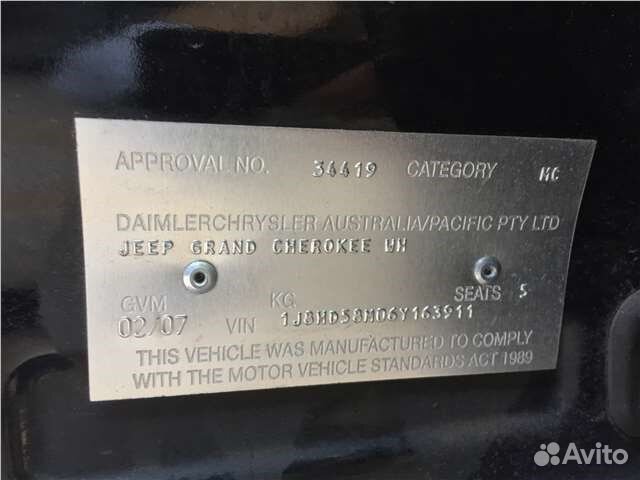 APPROVAL NO. 34419 CATEGORY MC
DAIMLERCHRYSLER AUSTRALIA/PACIFIC PTY LTD
JEEP GRAND CHEROKEE WH
GVM KG SEATS 5
02/07 VIN 1J8HD58M06Y163911
THIS VEHICLE WAS MANUFACTURED TO COMPLY
WITH THE MOTOR VEHICLE STANDARDS ACT 1989
Avito